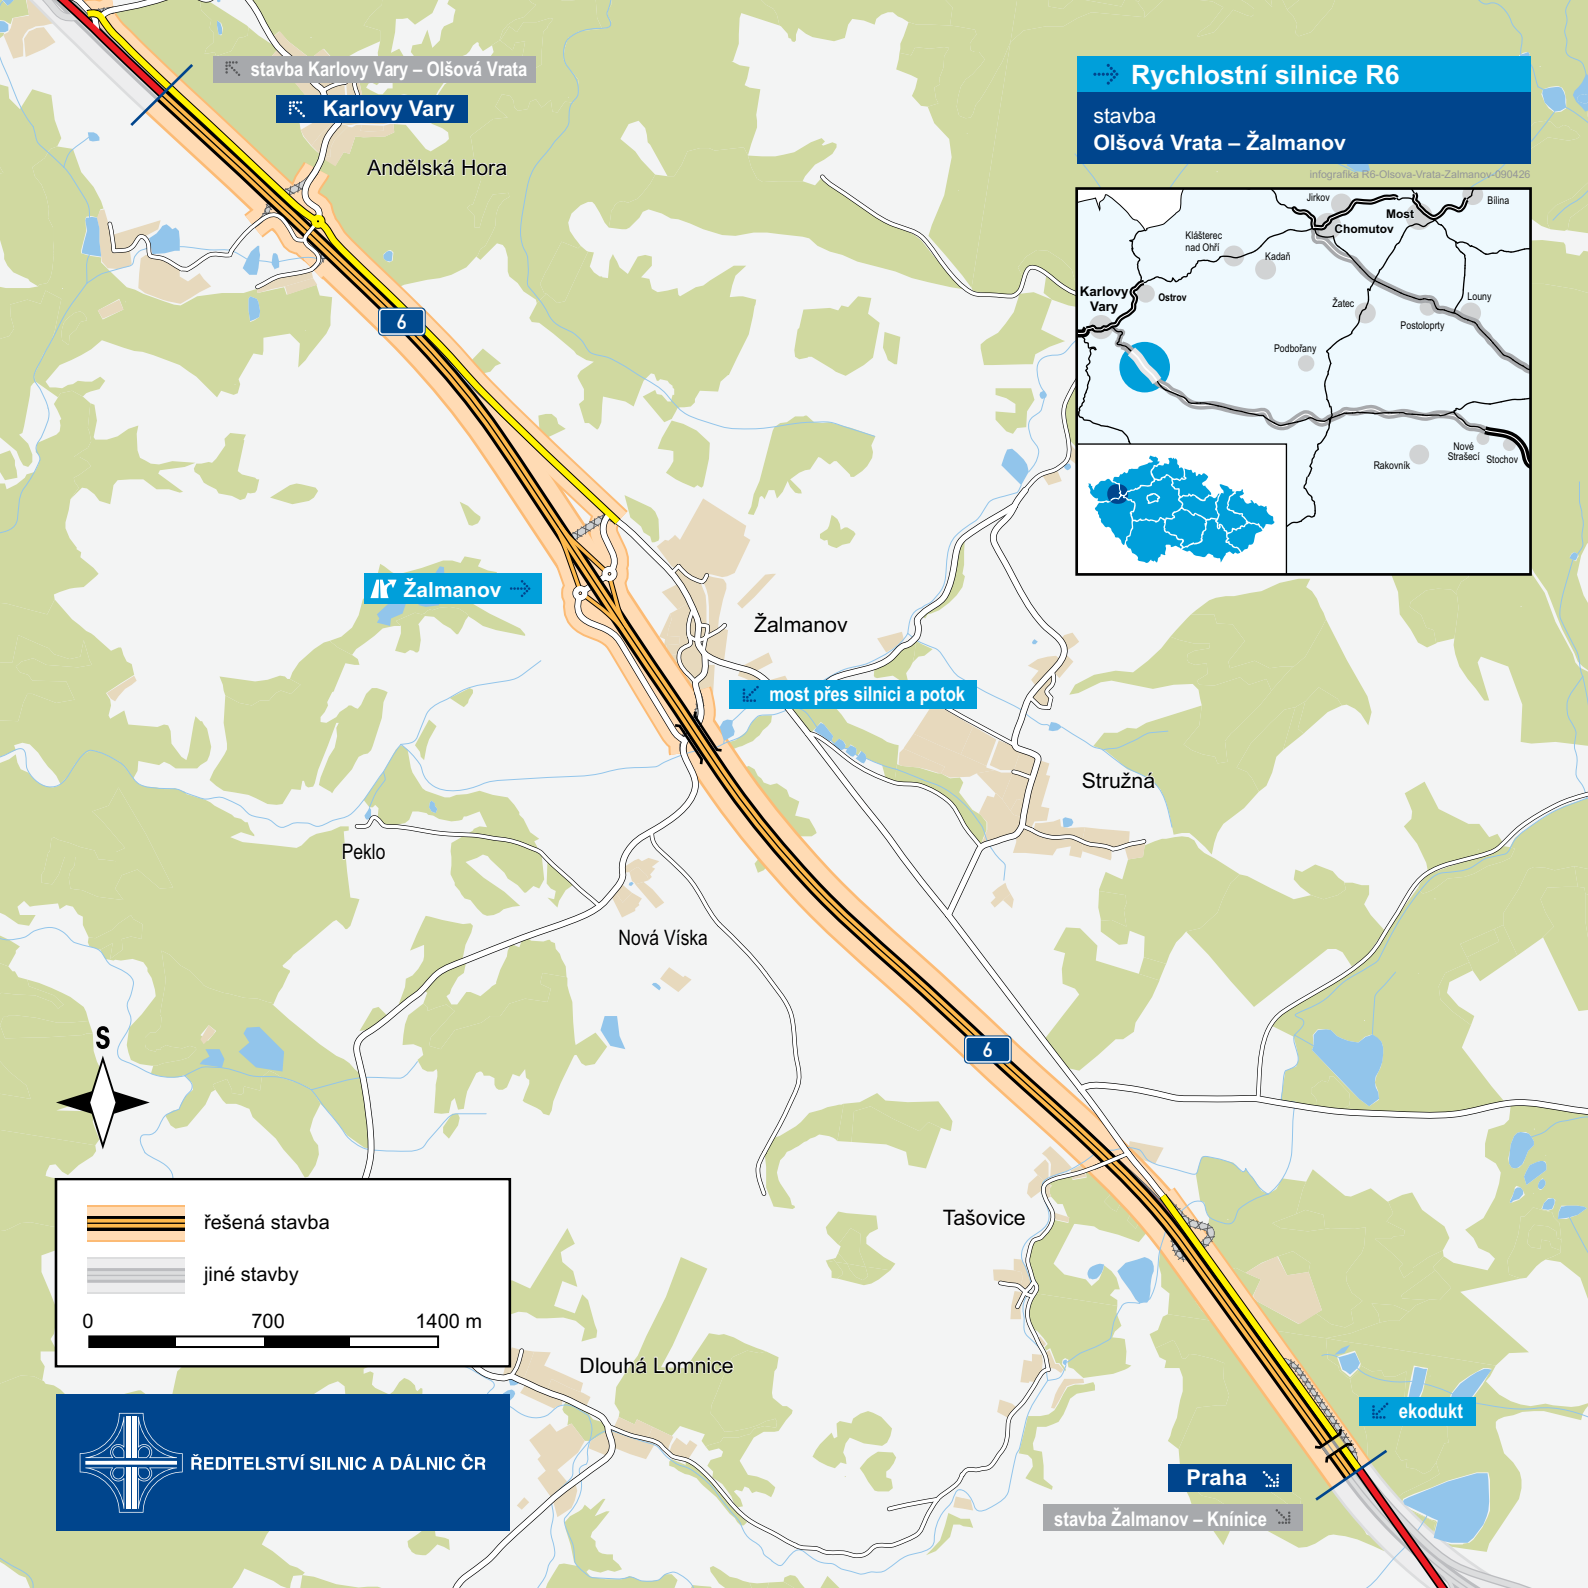 stavba Karlovy Vary – Olšová Vrata
Karlovy Vary
Andělská Hora
Rychlostní silnice R6
stavba
Olšová Vrata – Žalmanov
infografika R6-Olsova-Vrata-Zalmanov-090426
Jirkov
Most
Bílina
Chomutov
Klášterec
nad Ohří
Kadaň
Karlovy
Vary
Ostrov
Žatec
Louny
Postoloprty
Podbořany
Nové
Strašecí
Stochov
Rakovník
6
Žalmanov
Žalmanov
most přes silnici a potok
Stružná
Peklo
Nová Víska
S
6
Tašovice
řešená stavba
jiné stavby
0 700 1400 m
Dlouhá Lomnice
ekodukt
ŘEDITELSTVÍ SILNIC A DÁLNIC ČR
Praha
stavba Žalmanov – Knínice